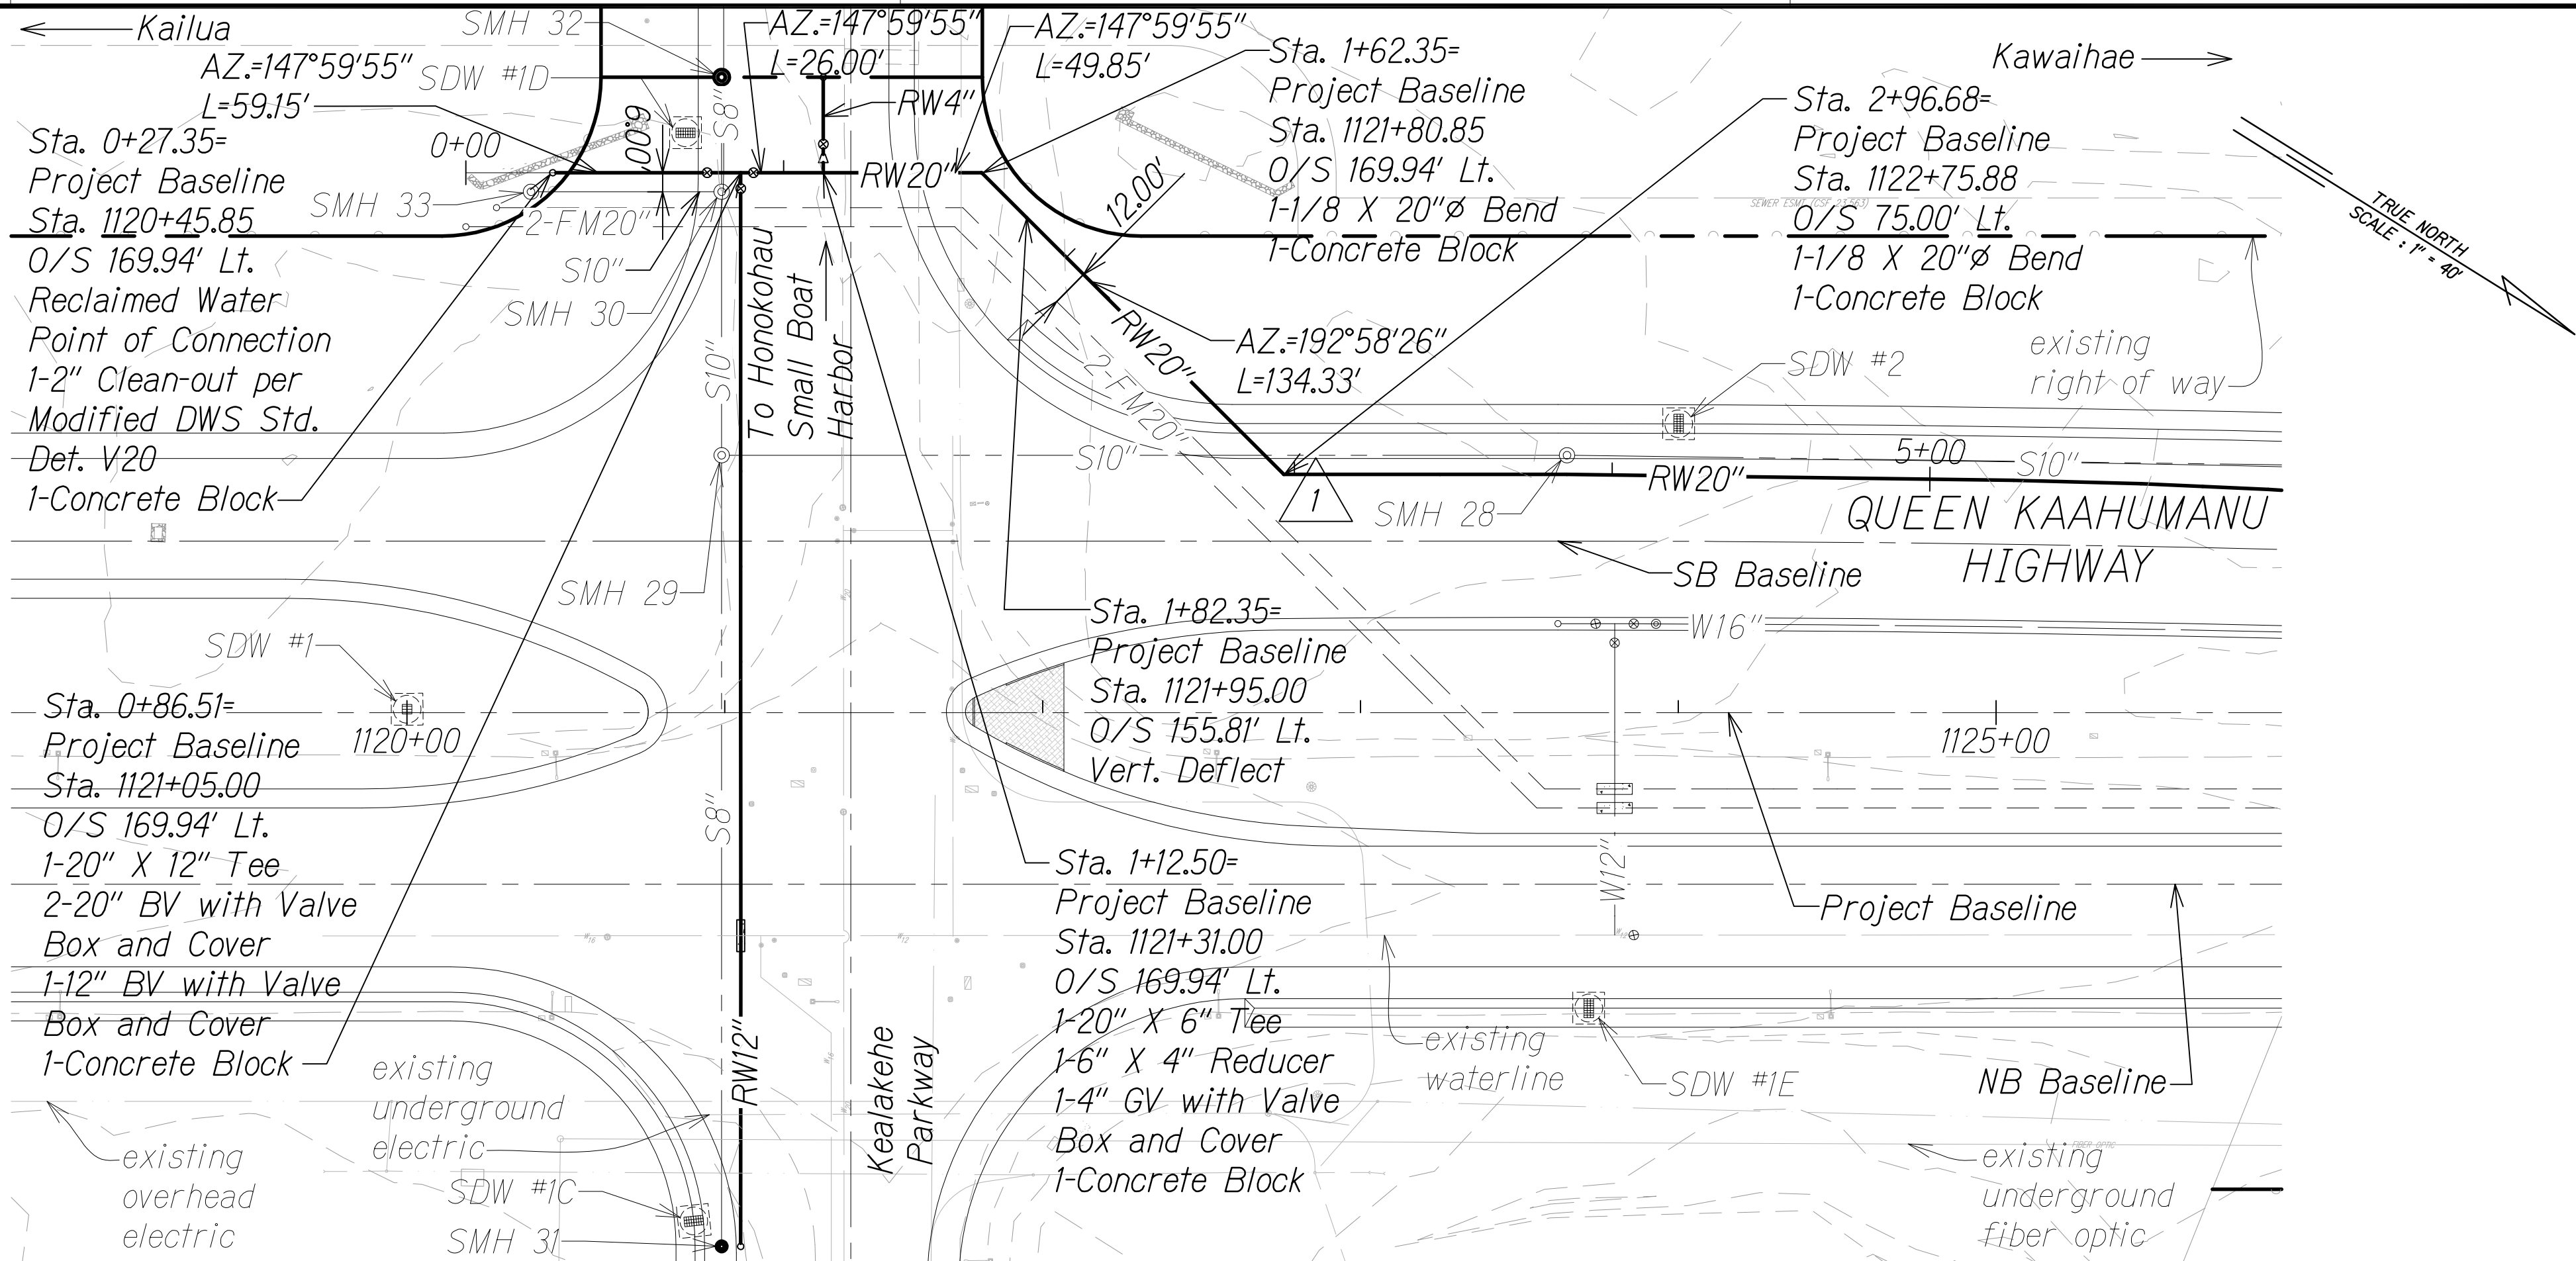 Kailua
SMH 32
AZ.=147°59'55"
L=26.00'
AZ.=147°59'55"
L=49.85'
Sta. 1+62.35=
Project Baseline
Sta. 1121+80.85
O/S 169.94' Lt.
1-1/8 X 20"Ø Bend
1-Concrete Block
Kawaihae
AZ.=147°59'55"
L=59.15'
SDW #1D
S8"
RW4"
6.00'
0+00
Sta. 0+27.35=
Project Baseline
Sta. 1120+45.85
O/S 169.94' Lt.
Reclaimed Water
Point of Connection
1-2" Clean-out per
Modified DWS Std.
Det. V20
1-Concrete Block
SMH 33
2-FM20"
S10"
SMH 30
RW20"
12.00'
Sta. 2+96.68=
Project Baseline
Sta. 1122+75.88
O/S 75.00' Lt.
1-1/8 X 20"Ø Bend
1-Concrete Block
SEWER ESMT (CSF 23,563)
TRUE NORTH
SCALE : 1" = 40'
S10"
To Honokohau
Small Boat
Harbor
RW20"
2-FM20"
AZ.=192°58'26"
L=134.33'
SDW #2
existing
right of way
S10"
1
SMH 28
RW20"
5+00
S10"
QUEEN KAAHUMANU
HIGHWAY
SB Baseline
SMH 29
SDW #1
1120+00
Sta. 0+86.51=
Project Baseline
Sta. 1121+05.00
O/S 169.94' Lt.
1-20" X 12" Tee
2-20" BV with Valve
Box and Cover
1-12" BV with Valve
Box and Cover
1-Concrete Block
Sta. 1+82.35=
Project Baseline
Sta. 1121+95.00
O/S 155.81' Lt.
Vert. Deflect
W16"
1125+00
S8"
W12"
Project Baseline
Sta. 1+12.50=
Project Baseline
Sta. 1121+31.00
O/S 169.94' Lt.
1-20" X 6" Tee
1-6" X 4" Reducer
1-4" GV with Valve
Box and Cover
1-Concrete Block
W16
W12
W12
RW12"
Kealakehe
Parkway
existing
waterline
SDW #1E
NB Baseline
existing
underground
electric
existing
overhead
electric
SDW #1C
SMH 31
FIBER OPTIC
existing
underground
fiber optic